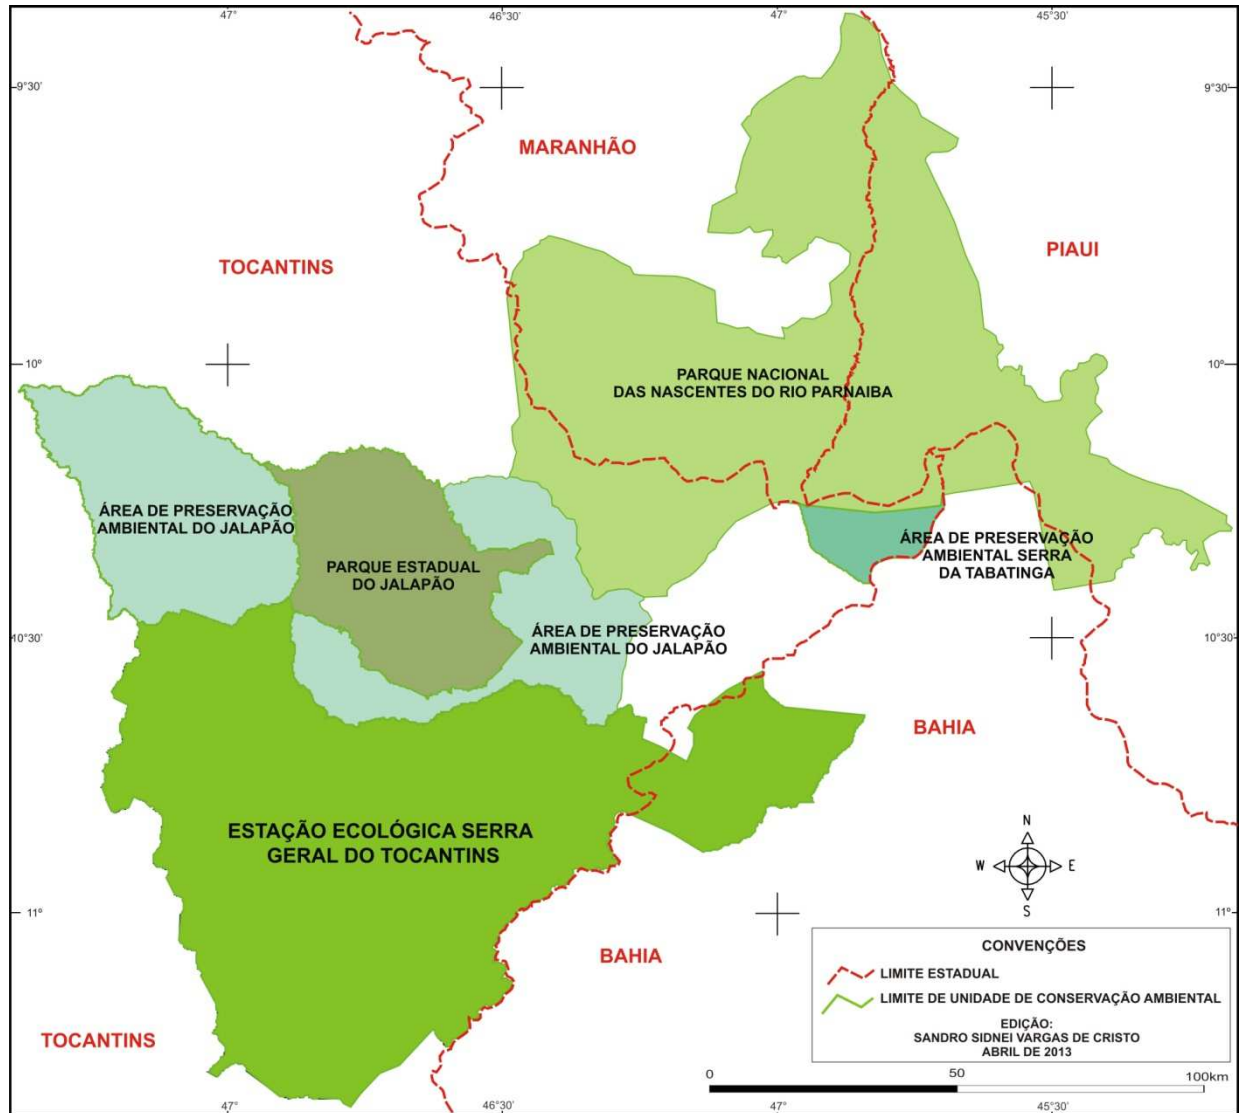 47°
46°30'
47°
45°30'
9°30'
9°30'
MARANHÃO
PIAUI
TOCANTINS
10°
10°
PARQUE NACIONAL
DAS NASCENTES DO RIO PARNAIBA
ÁREA DE PRESERVAÇÃO
AMBIENTAL DO JALAPÃO
PARQUE ESTADUAL
DO JALAPÃO
ÁREA DE PRESERVAÇÃO
AMBIENTAL SERRA
DA TABATINGA
ÁREA DE PRESERVAÇÃO
AMBIENTAL DO JALAPÃO
10°30'
10°30'
BAHIA
ESTAÇÃO ECOLÓGICA SERRA
GERAL DO TOCANTINS
N
W E
S
11°
11°
BAHIA
TOCANTINS
CONVENÇÕES
LIMITE ESTADUAL
LIMITE DE UNIDADE DE CONSERVAÇÃO AMBIENTAL
EDIÇÃO:
SANDRO SIDNEI VARGAS DE CRISTO
ABRIL DE 2013
0 50 100km
47°
46°30'
47°
45°30'